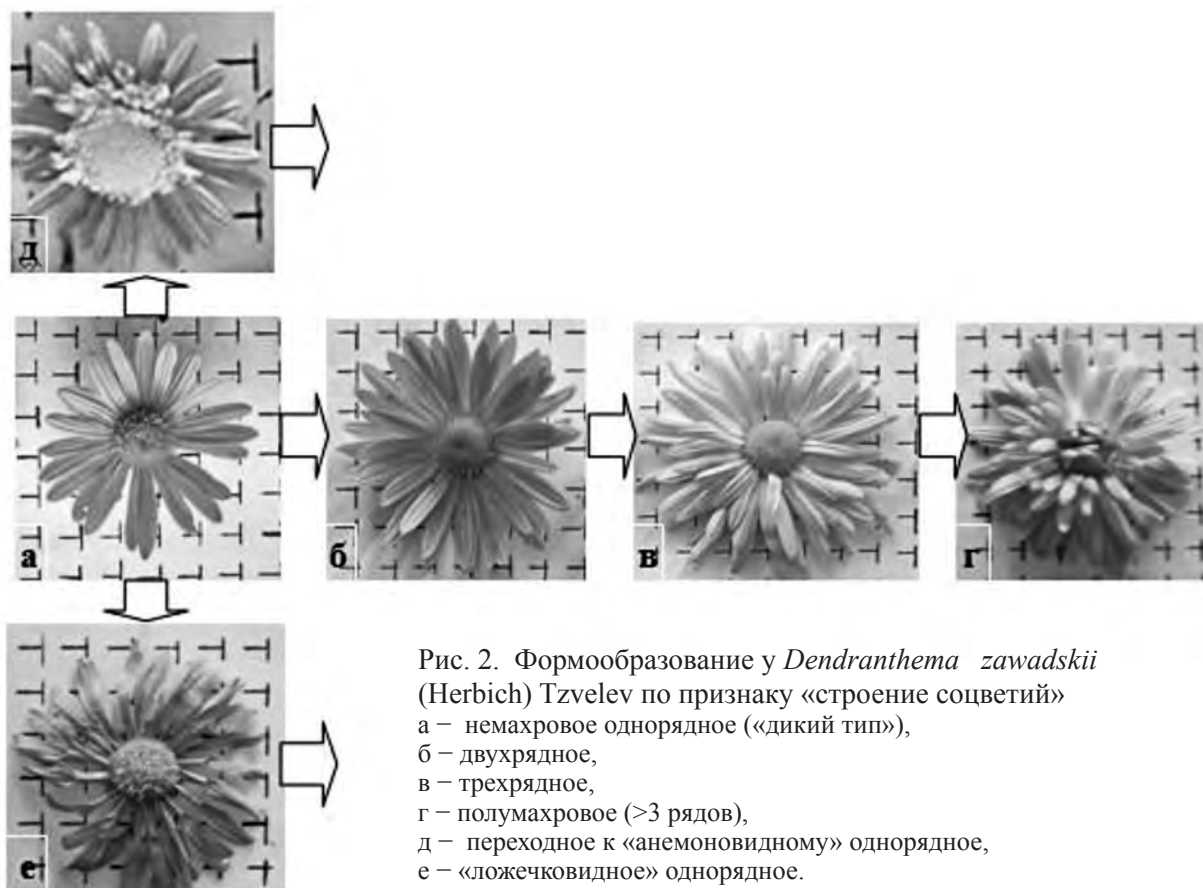 д
а
б
в
г
е
Рис. 2. Формообразование у Dendranthema zawadskii
(Herbich) Tzvelev по признаку «строение соцветий»
а − немахровое однорядное («дикий тип»),
б − двухрядное,
в − трехрядное,
г − полумахровое (>3 рядов),
д − переходное к «анемоновидному» однорядное,
е − «ложечковидное» однорядное.